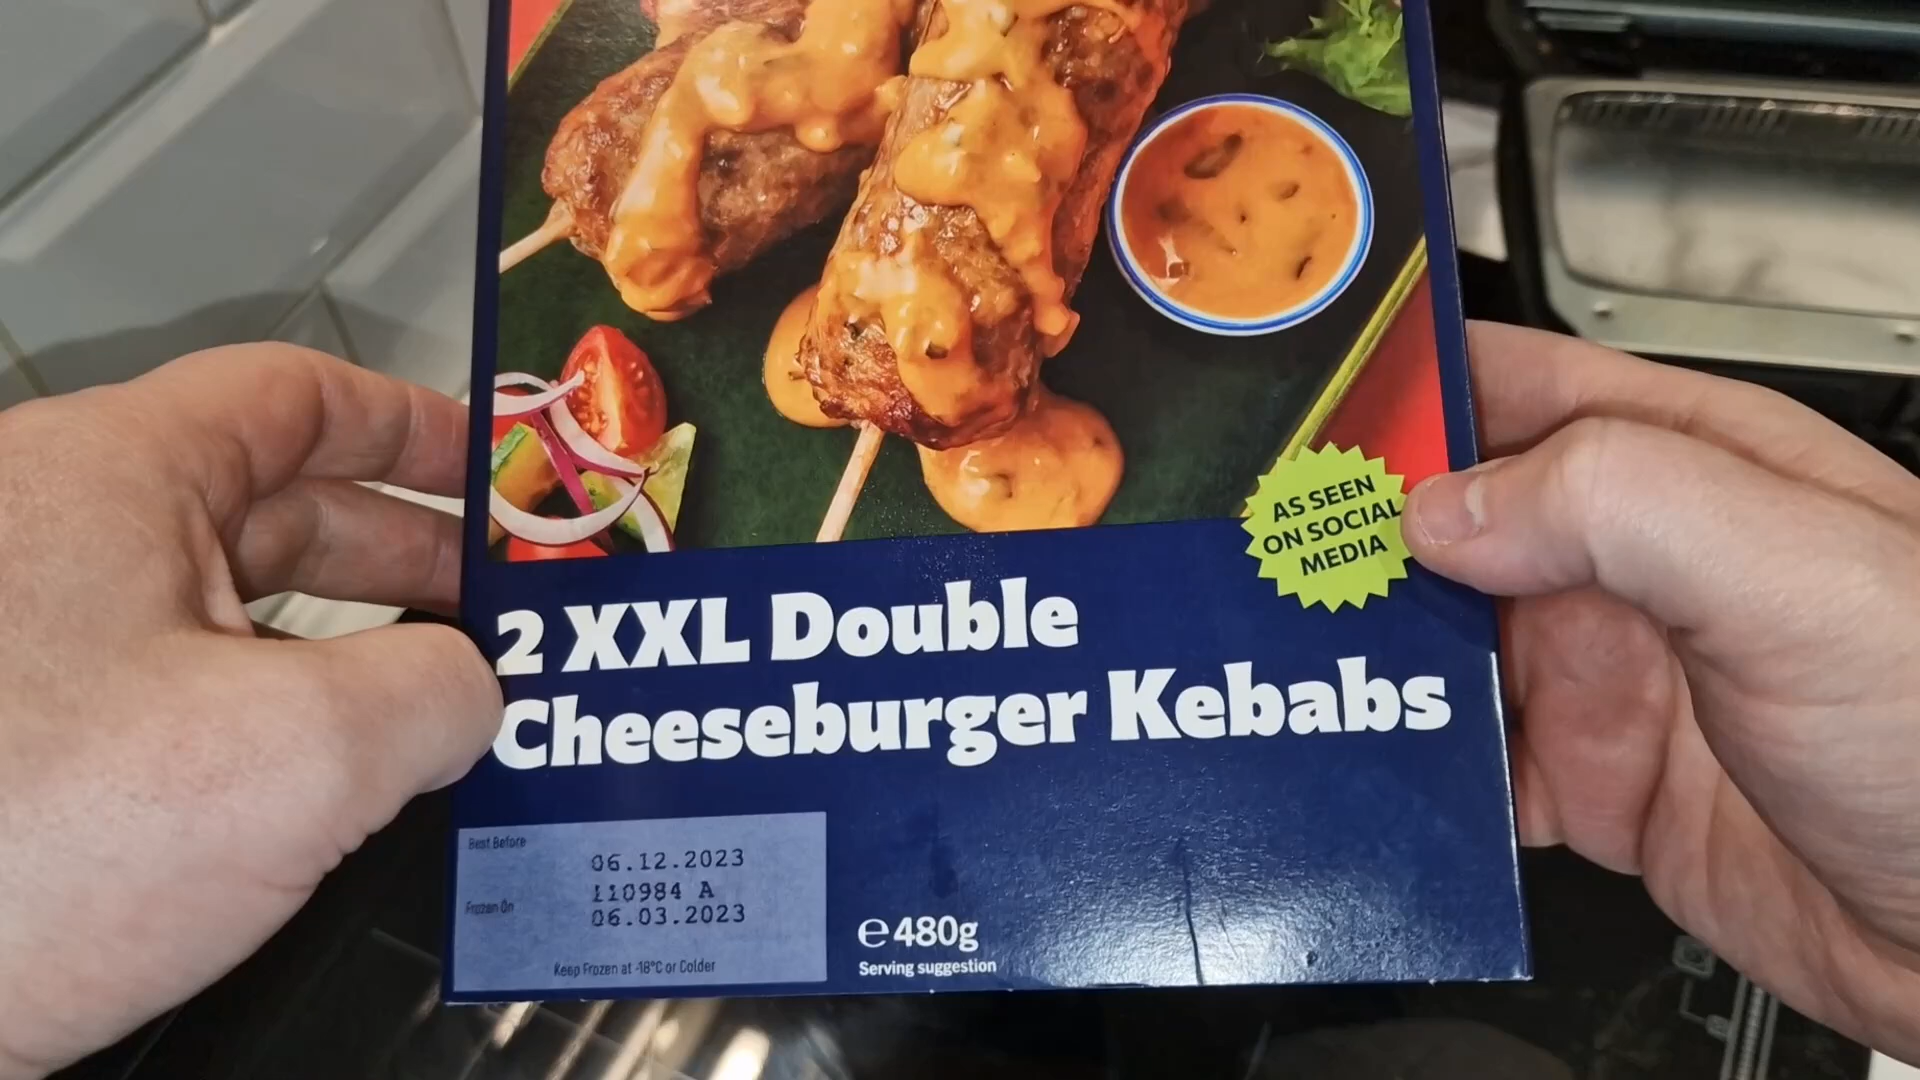 AS SEEN
ON SOCIAL
MEDIA
2 XXL Double
Cheeseburger Kebabs
Best Before
06.12.2023
110984 A
Frozen On
06.03.2023
Keep Frozen at -18°C or Colder
e 480g
Serving suggestion